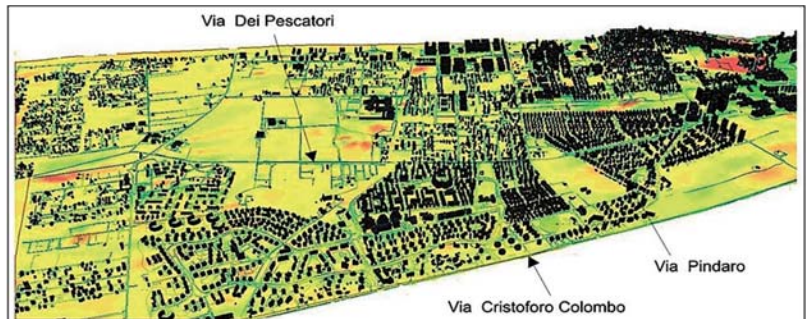 Via Dei Pescatori
Via Pindaro
Via Cristoforo Colombo